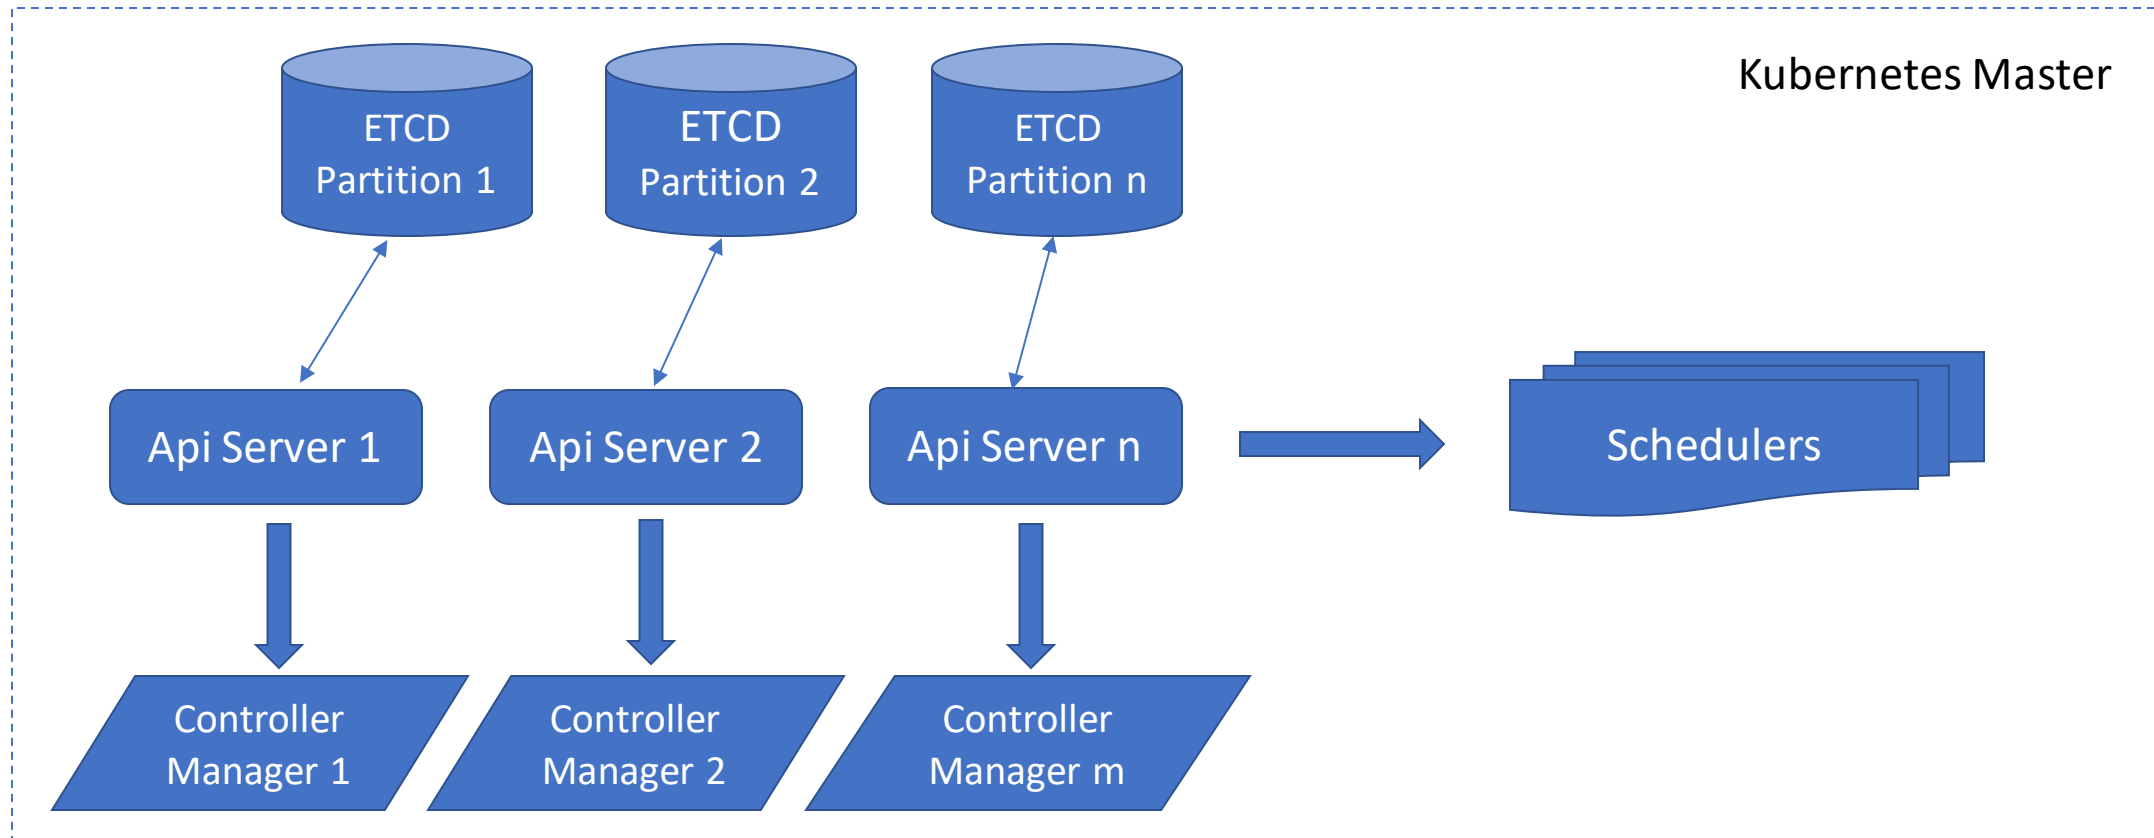 Kubernetes Master
ETCD
Partition 1
ETCD
Partition 2
ETCD
Partition n
Api Server 1
Api Server 2
Api Server n
Schedulers
Controller
Manager 1
Controller
Manager 2
Controller
Manager m